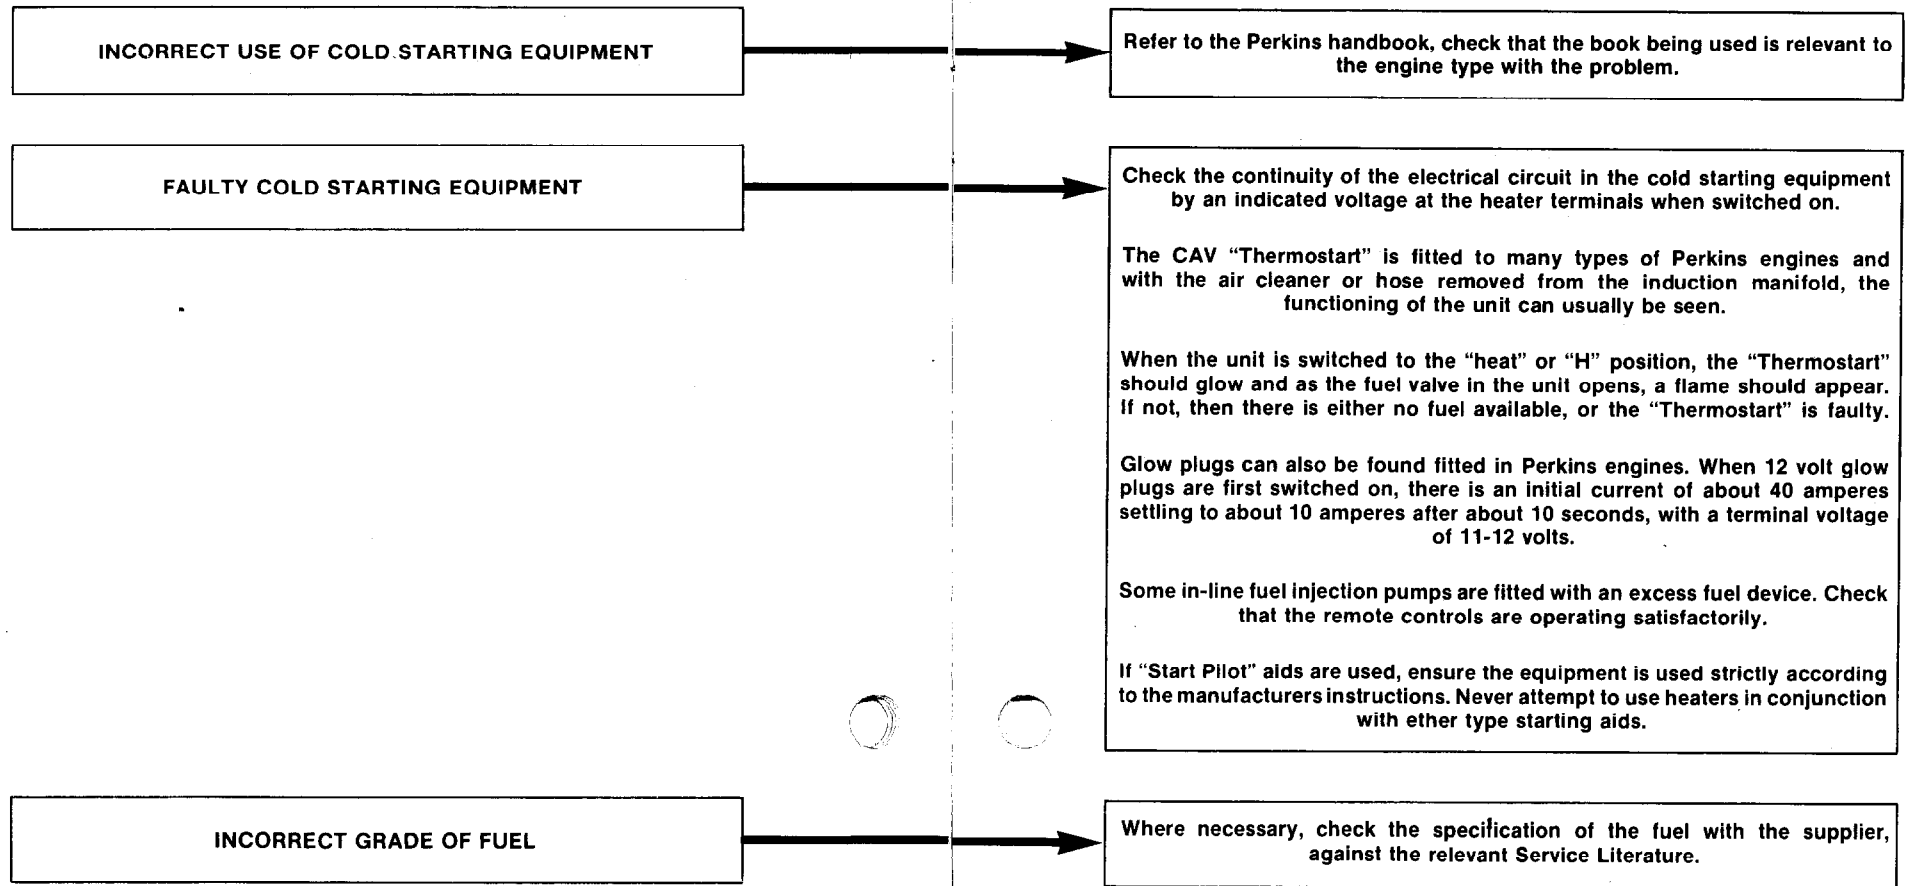 INCORRECT USE OF COLD STARTING EQUIPMENT
Refer to the Perkins handbook, check that the book being used is relevant to
the engine type with the problem.
FAULTY COLD STARTING EQUIPMENT
Check the continuity of the electrical circuit in the cold starting equipment
by an indicated voltage at the heater terminals when switched on.
The CAV “Thermostart” is fitted to many types of Perkins engines and
with the air cleaner or hose removed from the induction manifold, the
functioning of the unit can usually be seen.
When the unit is switched to the “heat” or “H” position, the “Thermostart”
should glow and as the fuel valve in the unit opens, a flame should appear.
If not, then there is either no fuel available, or the “Thermostart” is faulty.
Glow plugs can also be found fitted in Perkins engines. When 12 volt glow
plugs are first switched on, there is an initial current of about 40 amperes
settling to about 10 amperes after about 10 seconds, with a terminal voltage
of 11-12 volts.
Some in-line fuel injection pumps are fitted with an excess fuel device. Check
that the remote controls are operating satisfactorily.
If “Start Pilot” aids are used, ensure the equipment is used strictly according
to the manufacturers instructions. Never attempt to use heaters in conjunction
with ether type starting aids.
INCORRECT GRADE OF FUEL
Where necessary, check the specification of the fuel with the supplier,
against the relevant Service Literature.